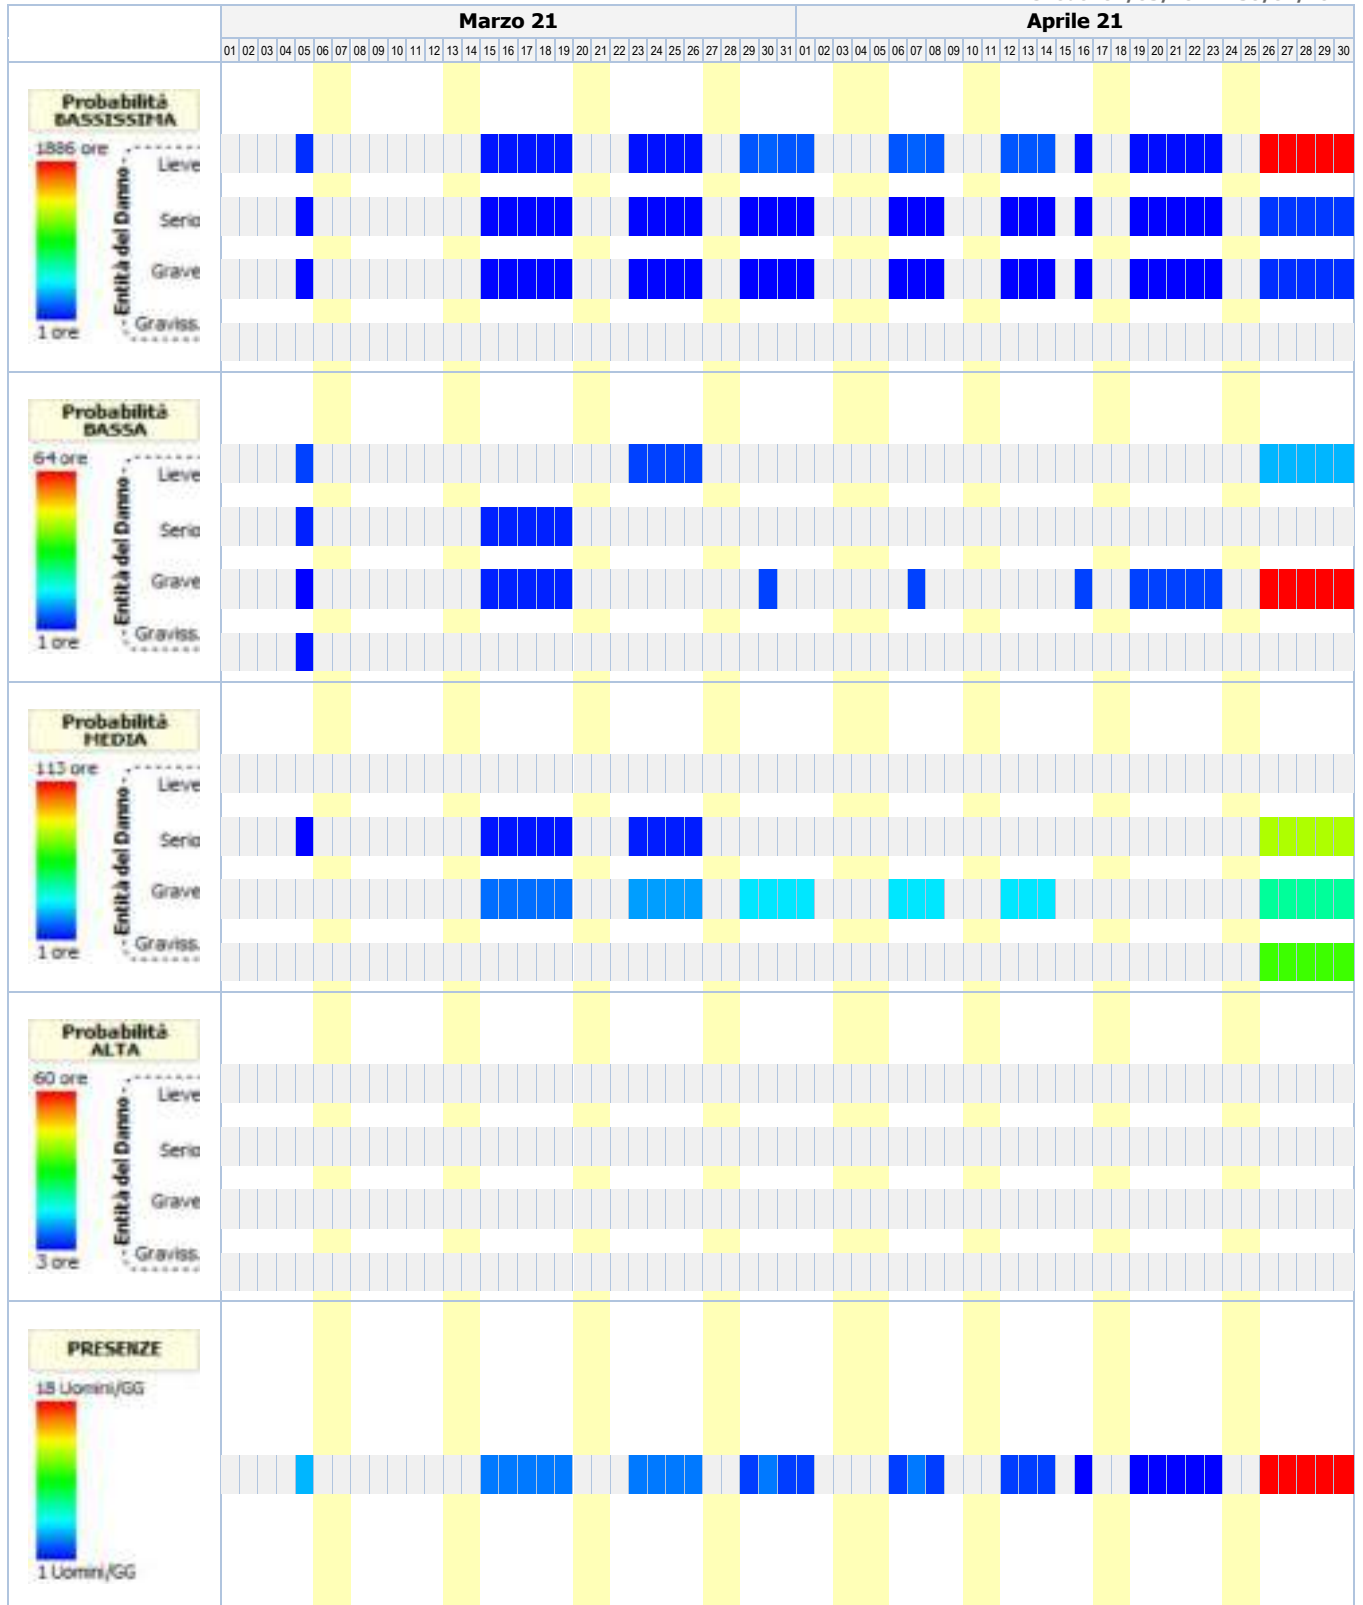 Marzo 21 Aprile 21
01 02 03 04 05 06 07 08 09 10 11 12 13 14 15 16 17 18 19 20 21 22 23 24 25 26 27 28 29 30 31 01 02 03 04 05 06 07 08 09 10 11 12 13 14 15 16 17 18 19 20 21 22 23 24 25 26 27 28 29 30
Probabilità
BASSISSIMA
1886 ore
Entità del Danno
Lieve
Serio
Grave
Graviss.
1 ore
Probabilità
BASSA
64 ore
Entità del Danno
Lieve
Serio
Grave
Graviss.
1 ore
Probabilità
MEDIA
113 ore
Entità del Danno
Lieve
Serio
Grave
Graviss.
1 ore
Probabilità
ALTA
60 ore
Entità del Danno
Lieve
Serio
Grave
Graviss.
3 ore
PRESENZE
18 Uomini/GG
1 Uomini/GG